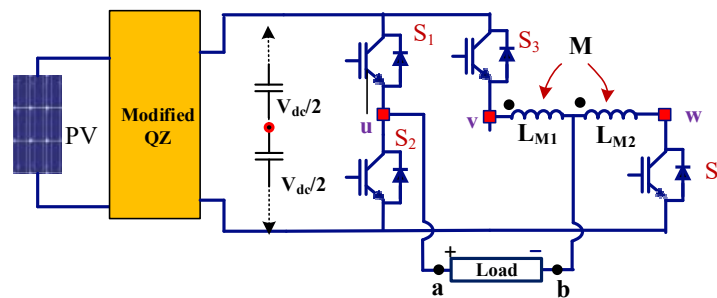 S1
S3
M
Modified
QZ
PV
Vdc/2
Vdc/2
u
S2
v
LM1
LM2
w
S
+
−
Load
a
b